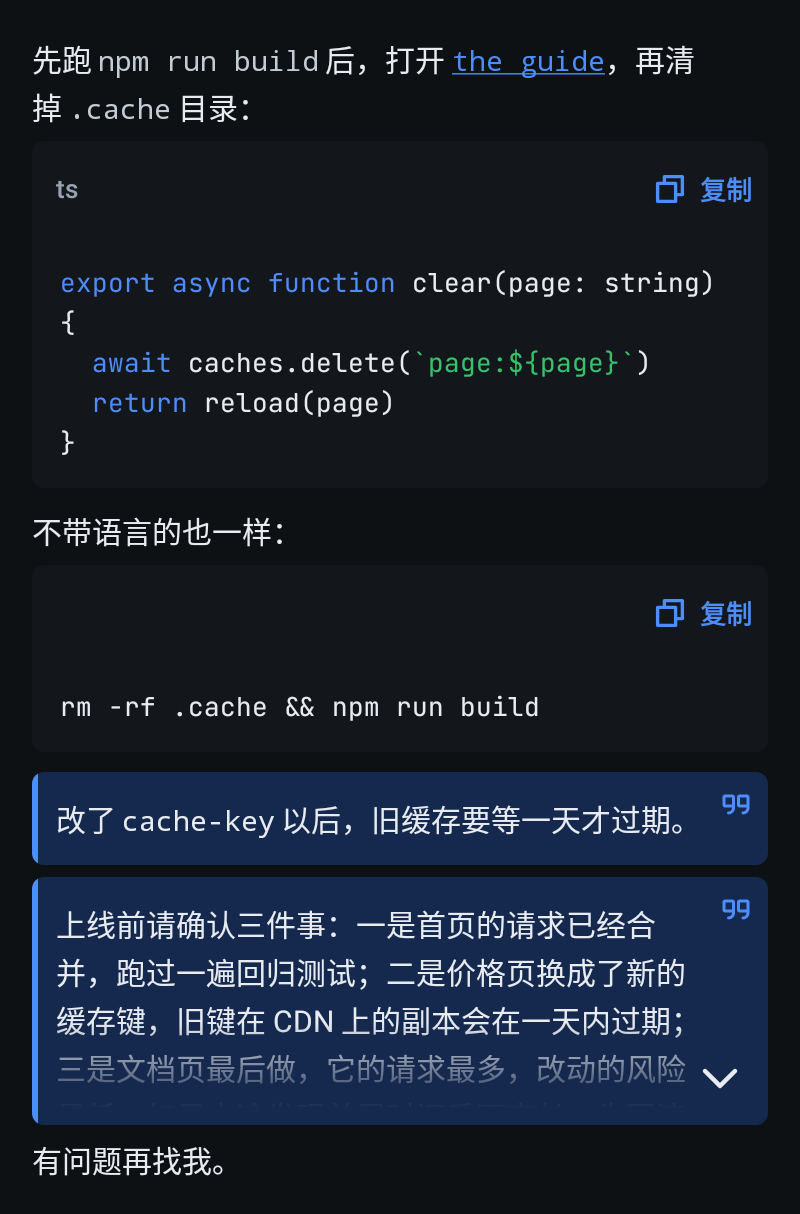 先跑 npm run build 后，打开 the guide，再清
掉 .cache 目录：
ts
复制
export async function clear(page: string)
{
  await caches.delete(`page:${page}`)
  return reload(page)
}
不带语言的也一样：
复制
rm -rf .cache && npm run build
改了 cache-key 以后，旧缓存要等一天才过期。
上线前请确认三件事：一是首页的请求已经合
并，跑过一遍回归测试；二是价格页换成了新的
缓存键，旧键在 CDN 上的副本会在一天内过期；
三是文档页最后做，它的请求最多，改动的风险
有问题再找我。